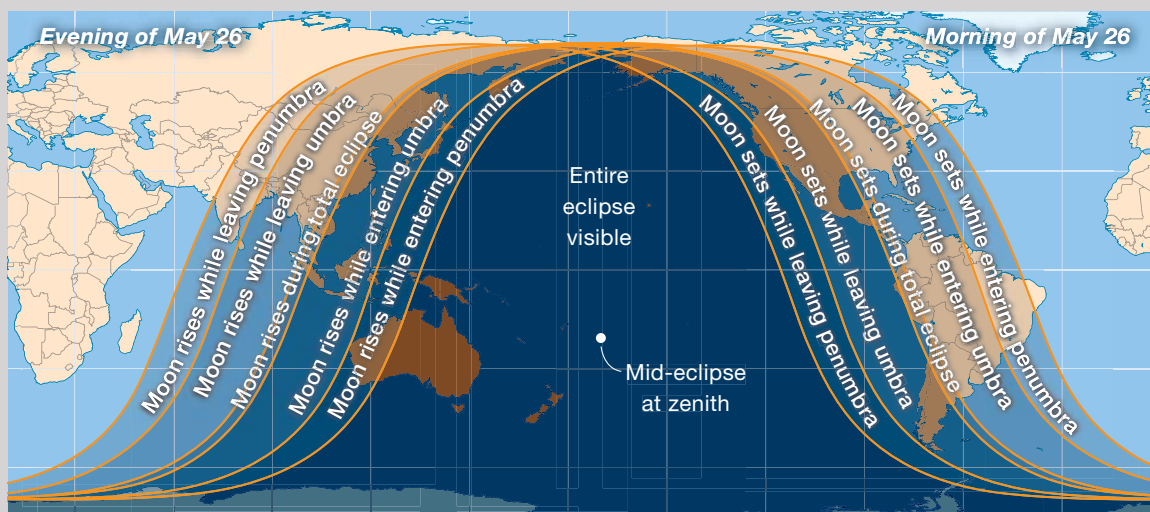 Evening of May 26
Morning of May 26
Moon rises while leaving penumbra
Moon rises while leaving umbra
Moon rises during total eclipse
Moon rises while entering umbra
Moon rises while entering penumbra
Entire
eclipse
visible
Mid-eclipse
at zenith
Moon sets while leaving penumbra
Moon sets while leaving umbra
Moon sets during total eclipse
Moon sets while entering umbra
Moon sets while entering penumbra